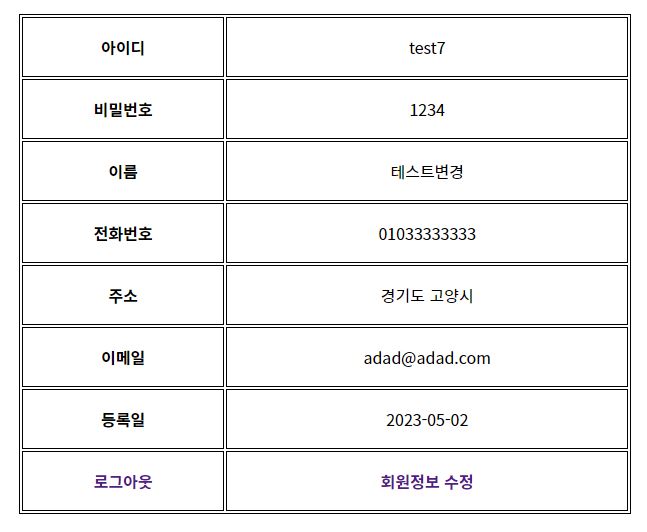 아이디 test7
비밀번호 1234
이름 테스트변경
전화번호 01033333333
주소 경기도 고양시
이메일 adad@adad.com
등록일 2023-05-02
로그아웃 회원정보 수정